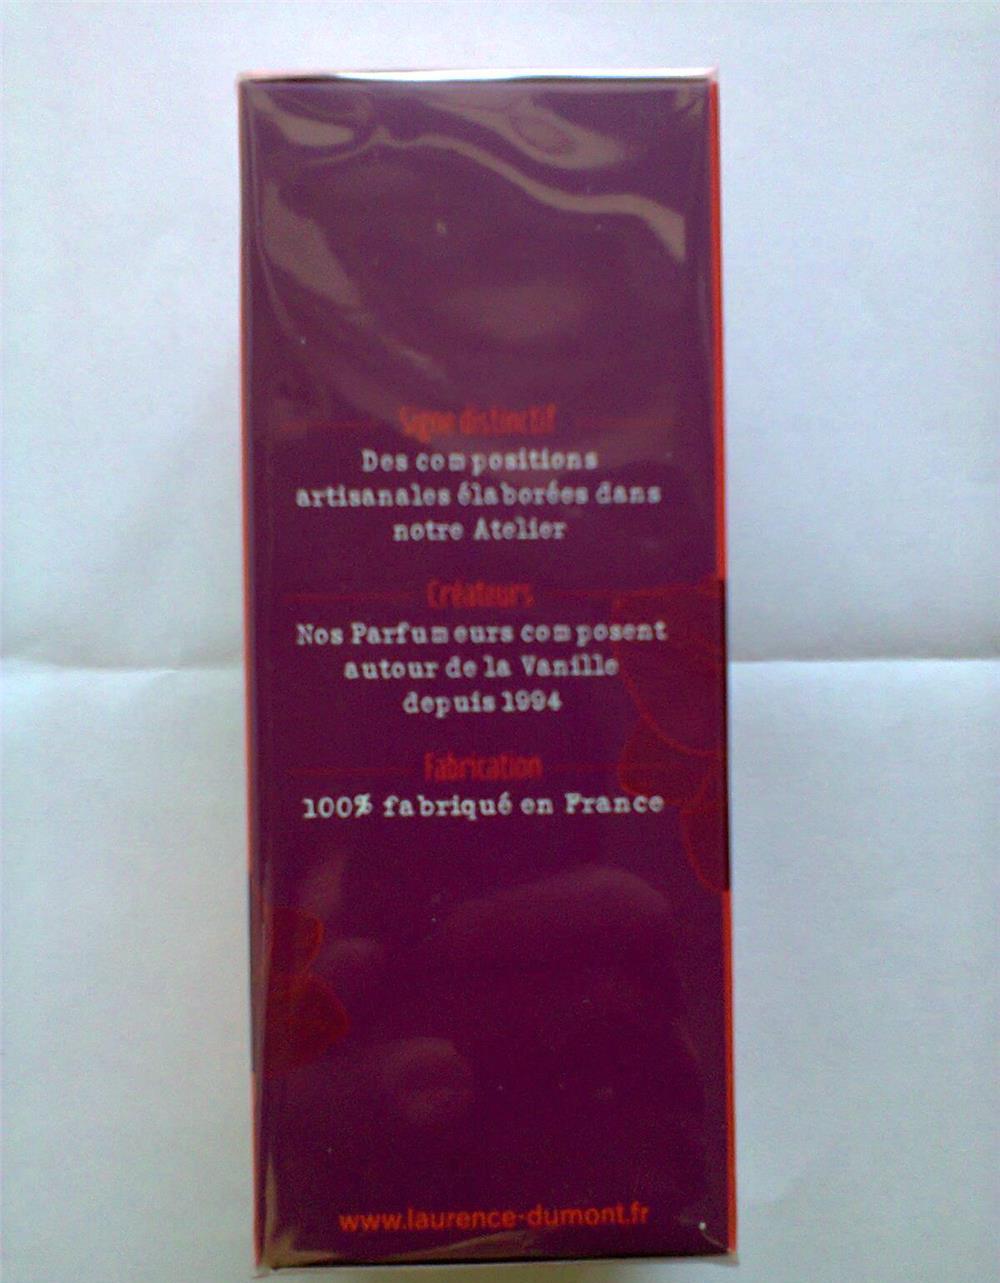 Signe distinctif
Des compositions
artisanales élaborées dans
notre Atelier
Créateurs
Nos Parfumeurs composent
autour de la Vanille
depuis 1994
Fabrication
100% fabriqué en France
www.laurence-dumont.fr